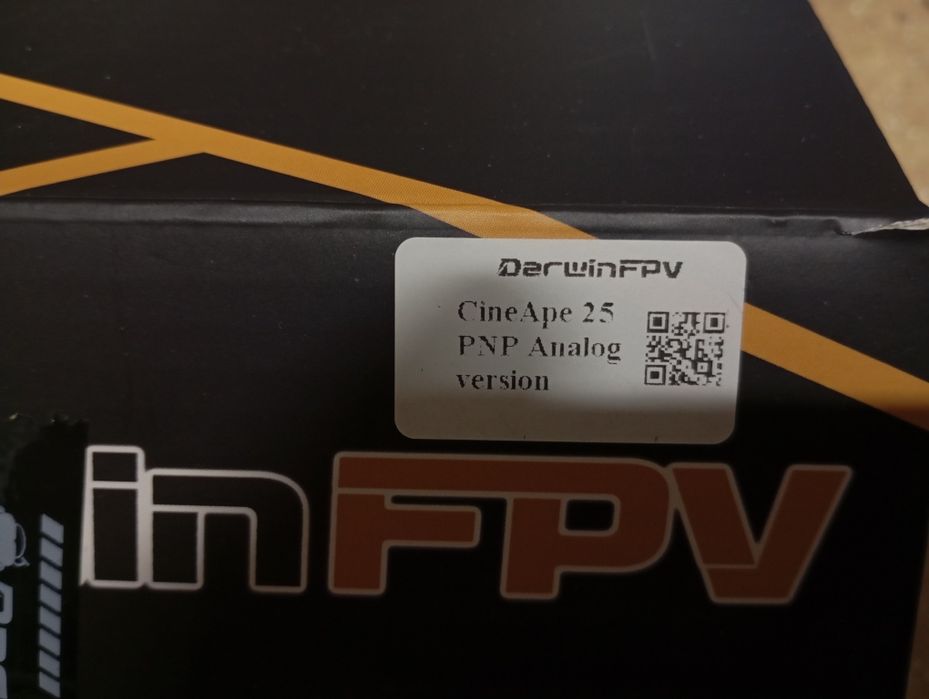 DarwinFPV
CineApe 25
PNP Analog
version
inFPV